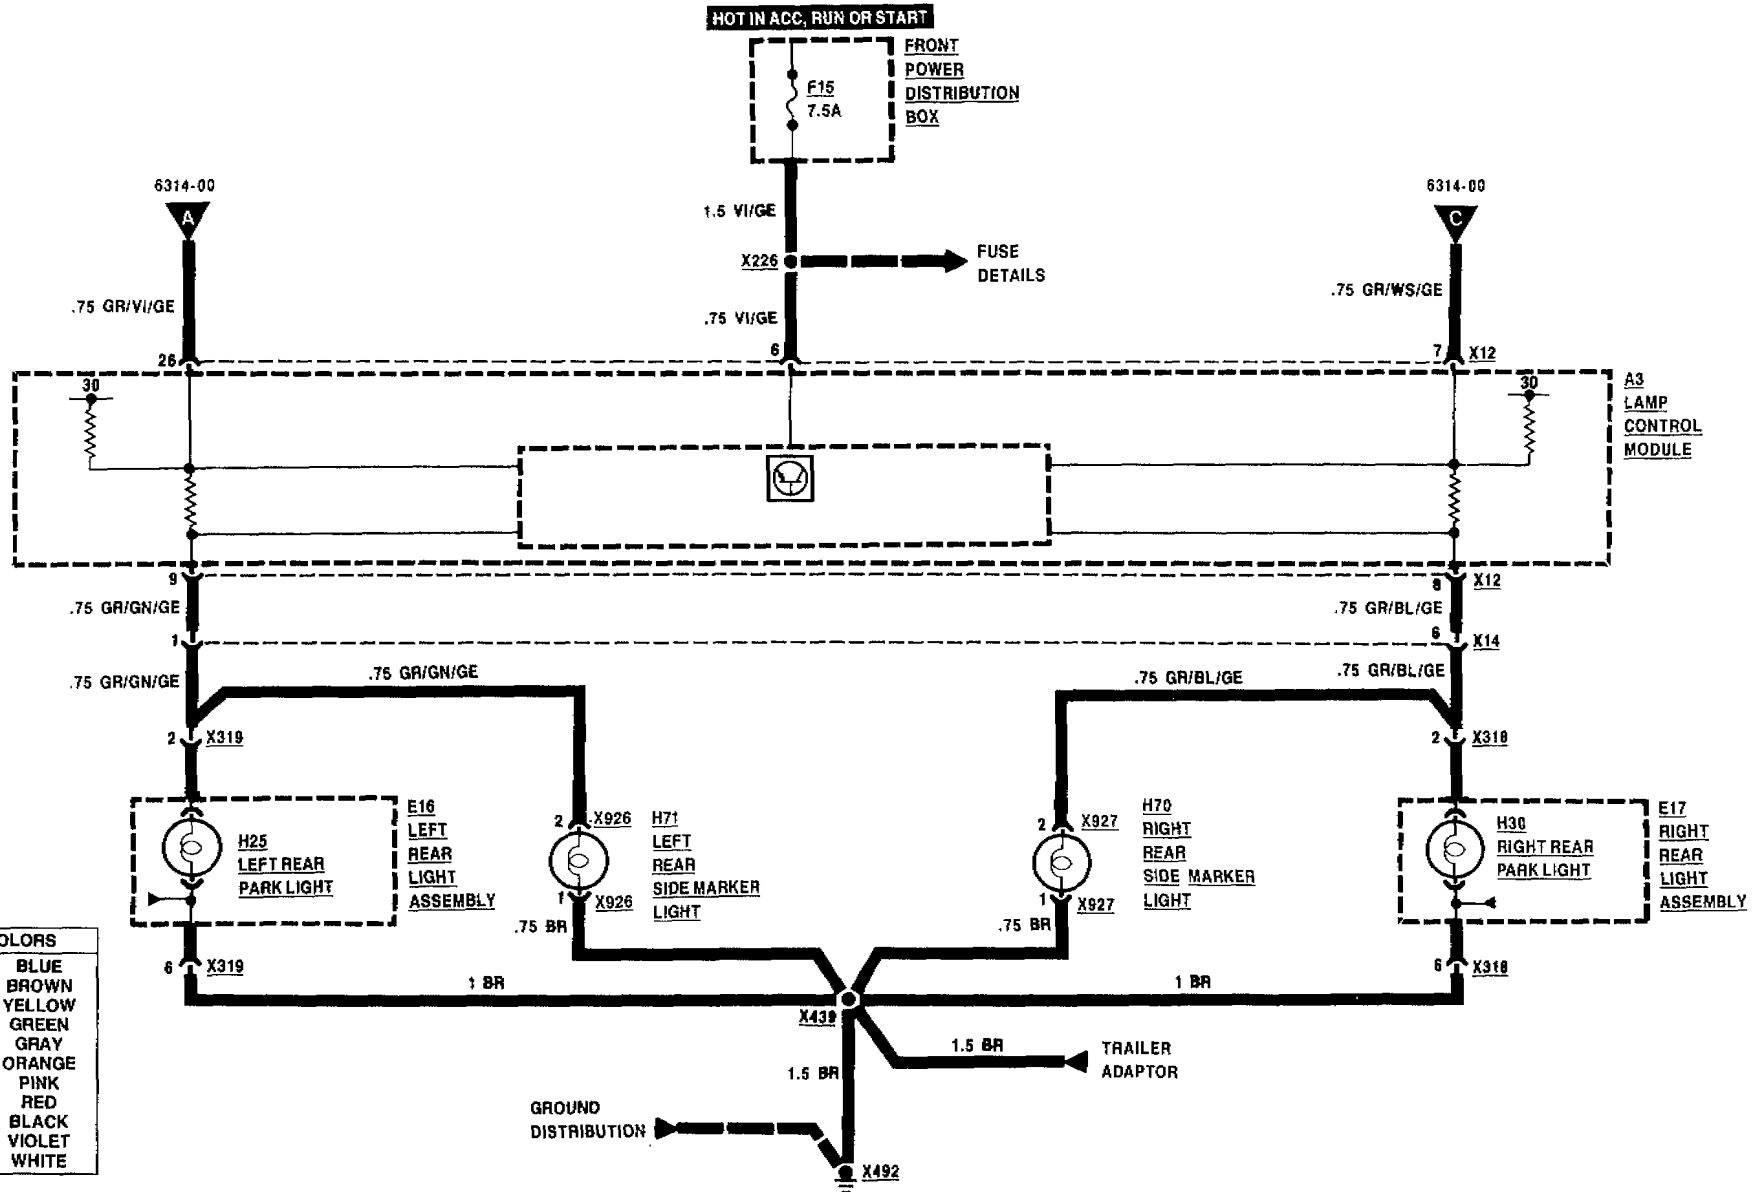 HOT IN ACC, RUN OR START
FRONT
POWER
DISTRIBUTION
BOX
F15
7.5A
6314-00
A
1.5 VI/GE
X226
FUSE
DETAILS
.75 VI/GE
6
6314-00
C
.75 GR/VI/GE
26
.75 GR/WS/GE
7
X12
30
30
A3
LAMP
CONTROL
MODULE
9
.75 GR/GN/GE
1
.75 GR/GN/GE
.75 GR/GN/GE
8
X12
.75 GR/BL/GE
6
X14
.75 GR/BL/GE
.75 GR/BL/GE
2
X319
2
X318
E16
LEFT
REAR
LIGHT
ASSEMBLY
H25
LEFT REAR
PARK LIGHT
2
X926
H71
LEFT
REAR
SIDE MARKER
LIGHT
1
X926
.75 BR
2
X927
H70
RIGHT
REAR
SIDE MARKER
LIGHT
1
X927
.75 BR
H30
RIGHT REAR
PARK LIGHT
E17
RIGHT
REAR
LIGHT
ASSEMBLY
6
X319
1 BR
1 BR
6
X318
X439
1.5 BR
TRAILER
ADAPTOR
1.5 BR
GROUND
DISTRIBUTION
X492
OLORS
BLUE
BROWN
YELLOW
GREEN
GRAY
ORANGE
PINK
RED
BLACK
VIOLET
WHITE